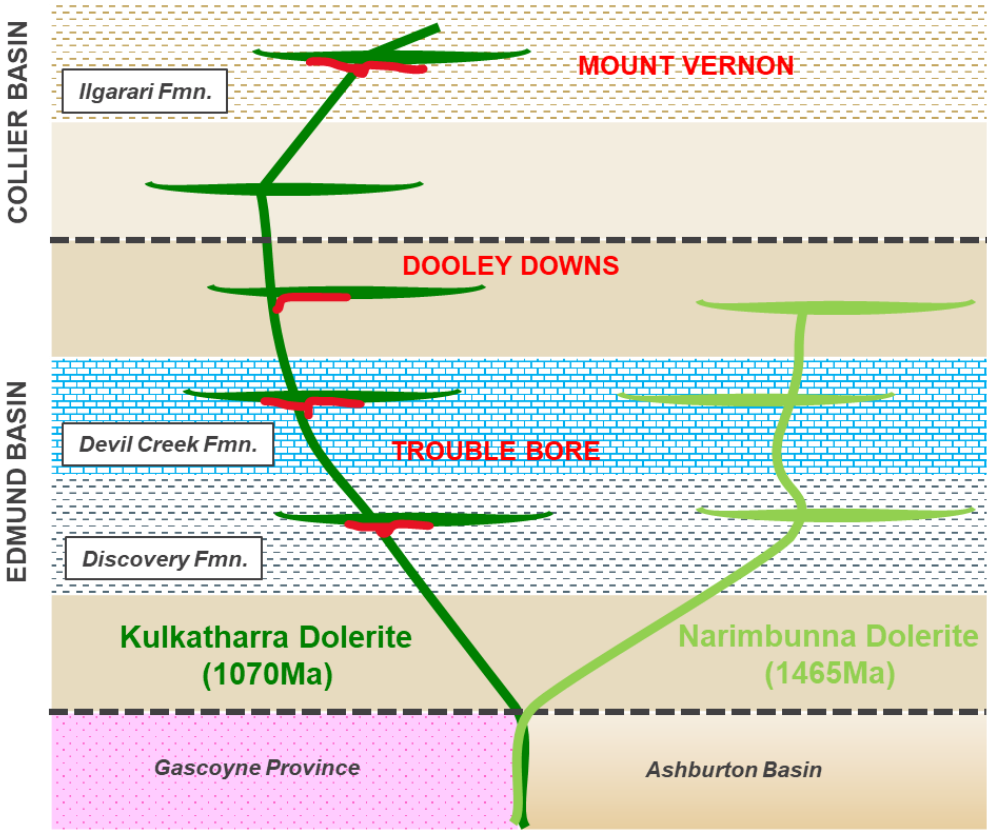 COLLIER BASIN
MOUNT VERNON
Ilgarari Fmn.
DOOLEY DOWNS
EDMUND BASIN
Devil Creek Fmn.
TROUBLE BORE
Discovery Fmn.
Kulkatharra Dolerite
(1070Ma)
Narimbunna Dolerite
(1465Ma)
Gascoyne Province
Ashburton Basin